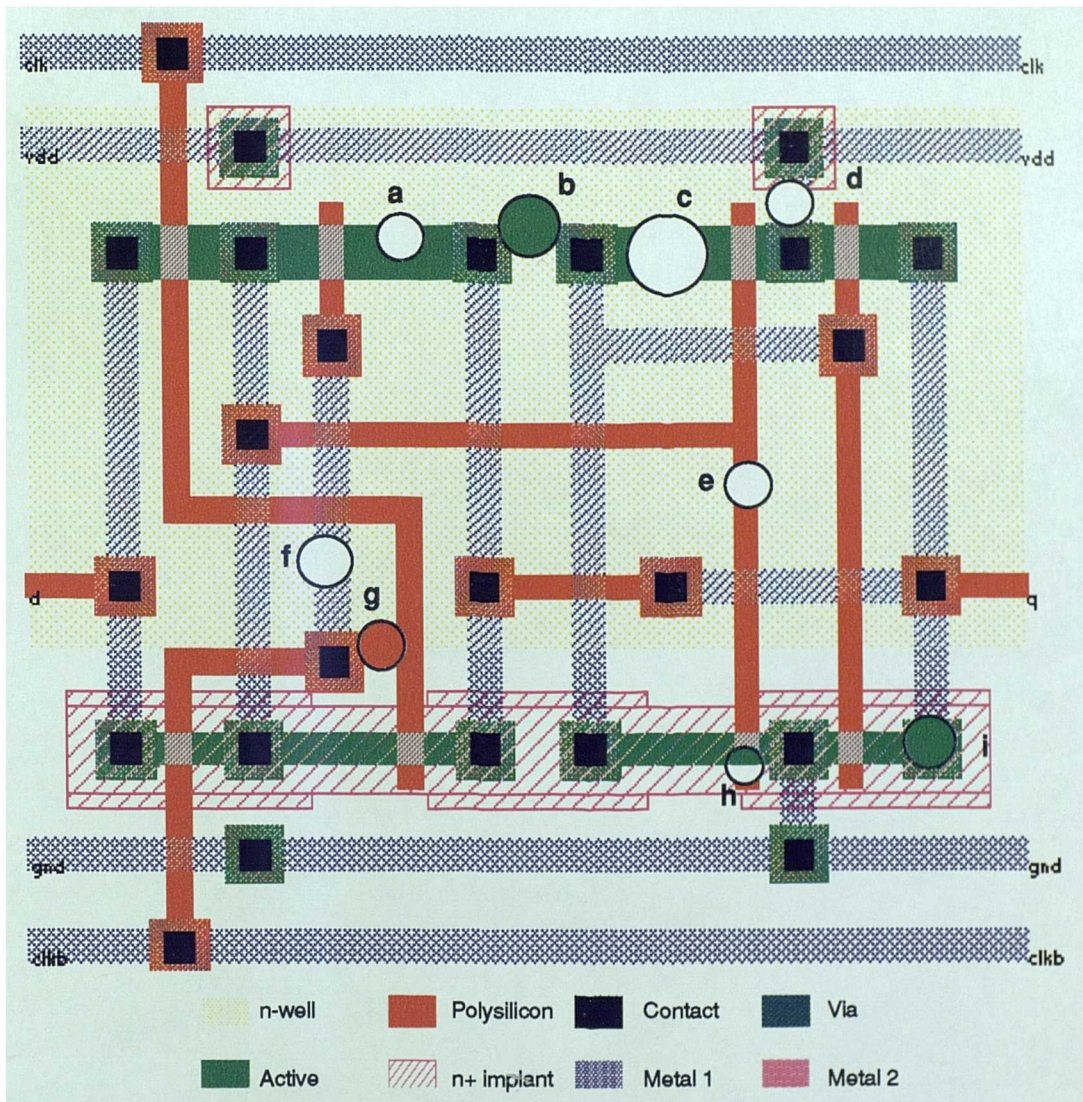 clk clk
vdd vdd
a b c d
e
f
g
d q
h i
gnd gnd
clkb clkb
n-well Polysilicon Contact Via
Active n+ implant Metal 1 Metal 2